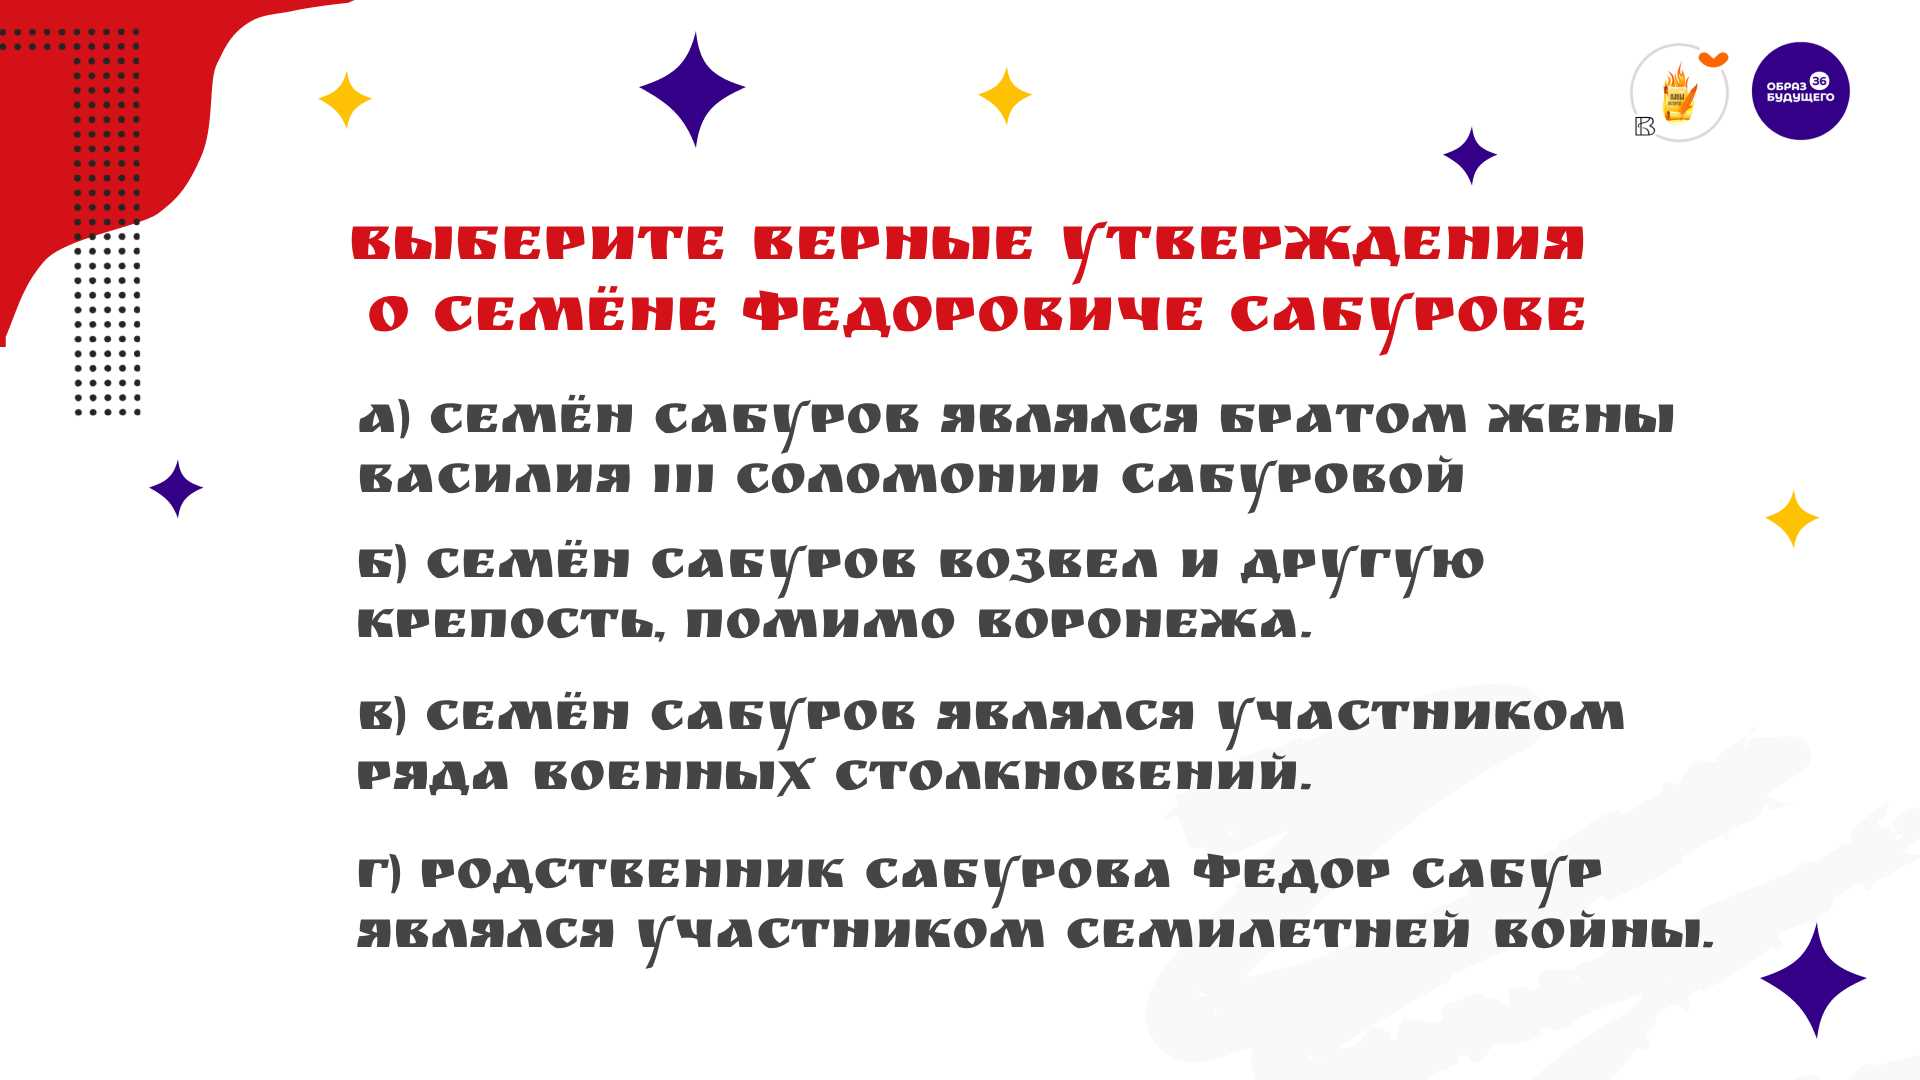 ОБРАЗ 36
БУДУЩЕГО
В
ВЫБЕРИТЕ ВЕРНЫЕ УТВЕРЖДЕНИЯ
О СЕМЁНЕ ФЕДОРОВИЧЕ САБУРОВЕ
А) СЕМЁН САБУРОВ ЯВЛЯЛСЯ БРАТОМ ЖЕНЫ
ВАСИЛИЯ III СОЛОМОНИИ САБУРОВОЙ
Б) СЕМЁН САБУРОВ ВОЗВЕЛ И ДРУГУЮ
КРЕПОСТЬ, ПОМИМО ВОРОНЕЖА.
В) СЕМЁН САБУРОВ ЯВЛЯЛСЯ УЧАСТНИКОМ
РЯДА ВОЕННЫХ СТОЛКНОВЕНИЙ.
Г) РОДСТВЕННИК САБУРОВА ФЕДОР САБУР
ЯВЛЯЛСЯ УЧАСТНИКОМ СЕМИЛЕТНЕЙ ВОЙНЫ.